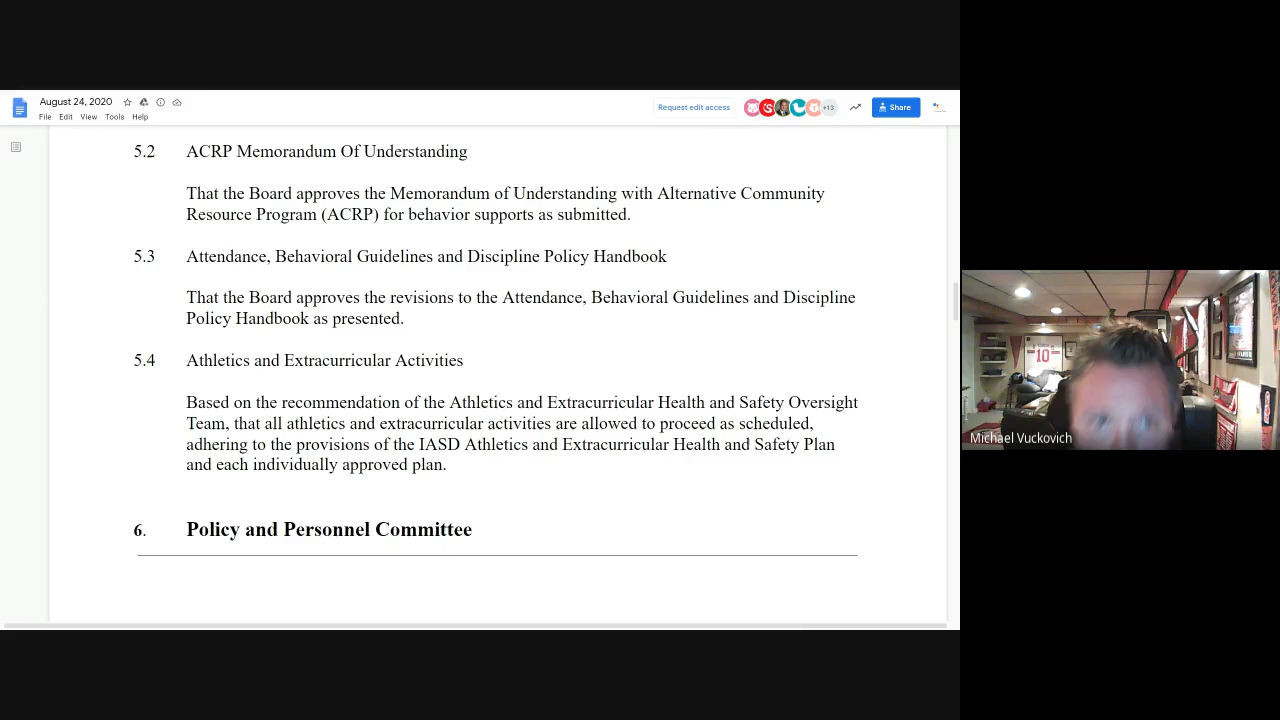 August 24, 2020
File Edit View Tools Help
Request edit access
+13
Share
5.2 ACRP Memorandum Of Understanding
That the Board approves the Memorandum of Understanding with Alternative Community
Resource Program (ACRP) for behavior supports as submitted.
5.3 Attendance, Behavioral Guidelines and Discipline Policy Handbook
That the Board approves the revisions to the Attendance, Behavioral Guidelines and Discipline
Policy Handbook as presented.
5.4 Athletics and Extracurricular Activities
Based on the recommendation of the Athletics and Extracurricular Health and Safety Oversight
Team, that all athletics and extracurricular activities are allowed to proceed as scheduled,
adhering to the provisions of the IASD Athletics and Extracurricular Health and Safety Plan
and each individually approved plan.
6. Policy and Personnel Committee
10
Michael Vuckovich